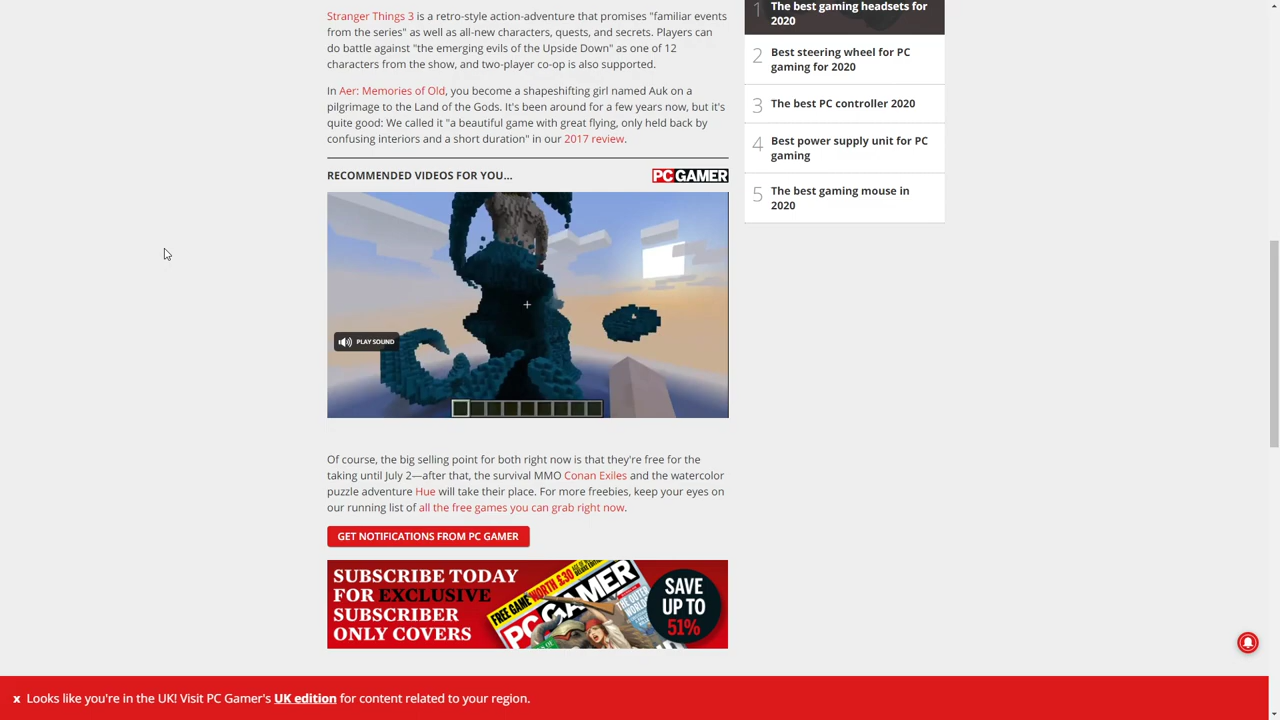 Stranger Things 3 is a retro-style action-adventure that promises "familiar events
from the series" as well as all-new characters, quests, and secrets. Players can
do battle against "the emerging evils of the Upside Down" as one of 12
characters from the show, and two-player co-op is also supported.
In Aer: Memories of Old, you become a shapeshifting girl named Auk on a
pilgrimage to the Land of the Gods. It's been around for a few years now, but it's
quite good: We called it "a beautiful game with great flying, only held back by
confusing interiors and a short duration" in our 2017 review.
RECOMMENDED VIDEOS FOR YOU...
PC GAMER
PLAY SOUND
Of course, the big selling point for both right now is that they're free for the
taking until July 2—after that, the survival MMO Conan Exiles and the watercolor
puzzle adventure Hue will take their place. For more freebies, keep your eyes on
our running list of all the free games you can grab right now.
GET NOTIFICATIONS FROM PC GAMER
SUBSCRIBE TODAY
FOR EXCLUSIVE
SUBSCRIBER
ONLY COVERS
FREE GAME WORTH £30
PC GAMER
SAVE
UP TO
51%
1 The best gaming headsets for
2020
2 Best steering wheel for PC
gaming for 2020
3 The best PC controller 2020
4 Best power supply unit for PC
gaming
5 The best gaming mouse in
2020
x Looks like you're in the UK! Visit PC Gamer's UK edition for content related to your region.